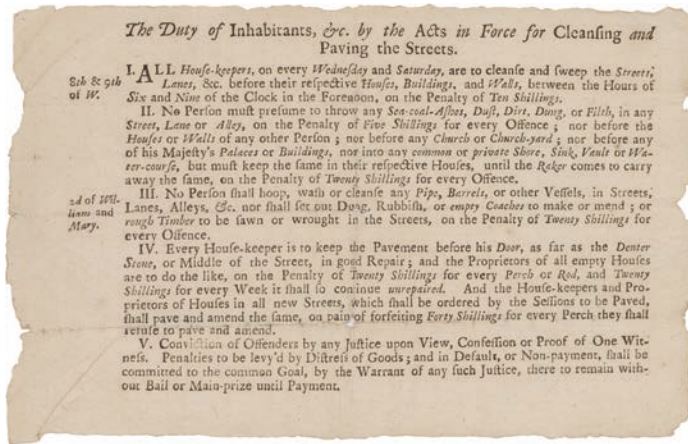 The Duty of Inhabitants, &c. by the Acts in Force for Cleanſing and
Paving the Streets.
8th & 9th
of W.
I. ALL Houſe-keepers, on every Wedneſday and Saturday, are to cleanſe and ſweep the Streets,
Lanes, &c. before their reſpective Houſes, Buildings, and Walls, between the Hours of
Six and Nine of the Clock in the Forenoon, on the Penalty of Ten Shillings.
II. No Perſon muſt preſume to throw any Sea-coal-Aſhes, Duſt, Dirt, Dung, or Filth, in any
Street, Lane or Alley, on the Penalty of Five Shillings for every Offence; nor before the
Houſes or Walls of any other Perſon; nor before any Church or Church-yard; nor before any
of his Majeſty's Palaces or Buildings, nor into any common or private Shore, Sink, Vault or Wa-
ter-courſe, but muſt keep the ſame in their reſpective Houſes, until the Raker comes to carry
away the ſame, on the Penalty of Twenty Shillings for every Offence.
2d of Wil-
liam and
Mary.
III. No Perſon ſhall hoop, waſh or cleanſe any Pipe, Barrels, or other Veſſels, in Streets,
Lanes, Alleys, &c. nor ſhall ſet out Dung, Rubbiſh, or empty Coaches to make or mend; or
rough Timber to be ſawn or wrought in the Streets, on the Penalty of Twenty Shillings for
every Offence.
IV. Every Houſe-keeper is to keep the Pavement before his Door, as far as the Denter
Stone, or Middle of the Street, in good Repair; and the Proprietors of all empty Houſes
are to do the like, on the Penalty of Twenty Shillings for every Perch or Rod, and Twenty
Shillings for every Week it ſhall ſo continue unrepaired. And the Houſe-keepers and Pro-
prietors of Houſes in all new Streets, which ſhall be ordered by the Seſſions to be Paved,
ſhall pave and amend the ſame, on pain of forfeiting Forty Shillings for every Perch they ſhall
refuſe to pave and amend.
V. Conviction of Offenders by any Juſtice upon View, Confeſſion or Proof of One Wit-
neſs. Penalties to be levy'd by Diſtreſs of Goods; and in Default, or Non-payment, ſhall be
committed to the common Goal, by the Warrant of any ſuch Juſtice, there to remain with-
out Bail or Main-prize until Payment.